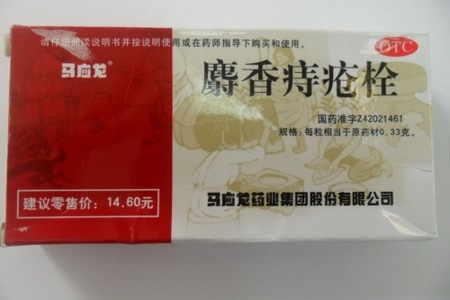 请仔细阅读说明书并按说明使用或在药师指导下购买和使用。
OTC
马应龙®
麝香痔疮栓
国药准字Z42021461
规格：每粒相当于原药材0.33克。
建议零售价：14.60元
马应龙药业集团股份有限公司